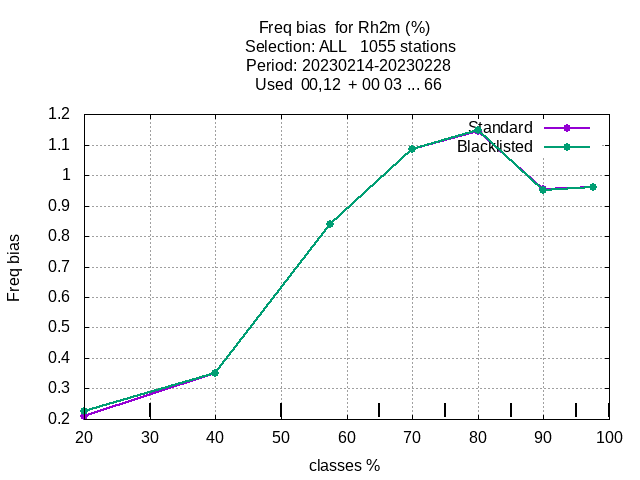 Freq bias  for Rh2m (%)
Selection: ALL   1055 stations
Period: 20230214-20230228
Used  00,12  + 00 03 ... 66
Standard
Blacklisted
1.2
1.1
1
0.9
0.8
0.7
0.6
0.5
0.4
0.3
0.2
Freq bias
20 30 40 50 60 70 80 90 100
classes %